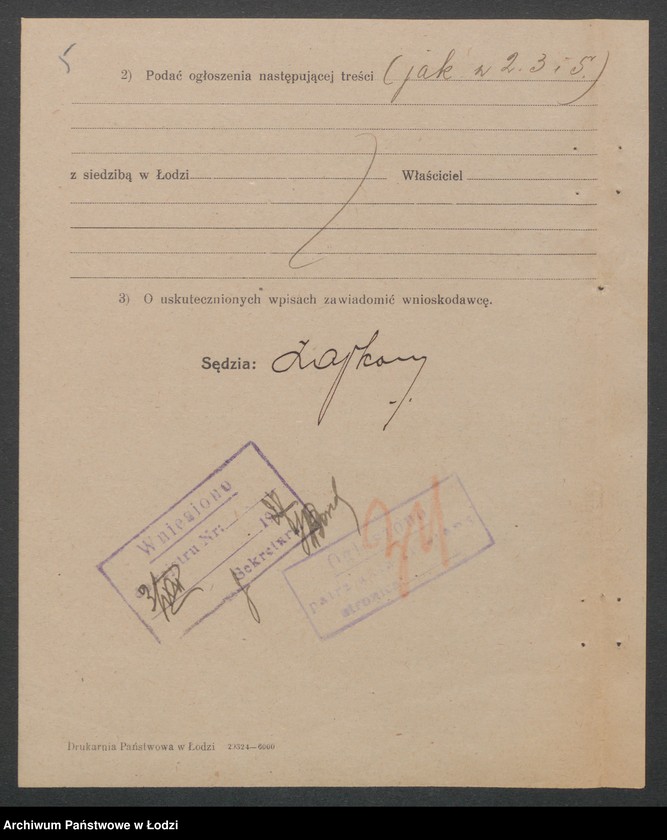 5
2) Podać ogłoszenia następującej treści (jak w 2. 3 i 5.)
z siedzibą w Łodzi Właściciel
3) O uskutecznionych wpisach zawiadomić wnioskodawcę.
Sędzia:
Wniesiono
Nr:
Sekretarz
Drukarnia Państwowa w Łodzi
Archiwum Państwowe w Łodzi